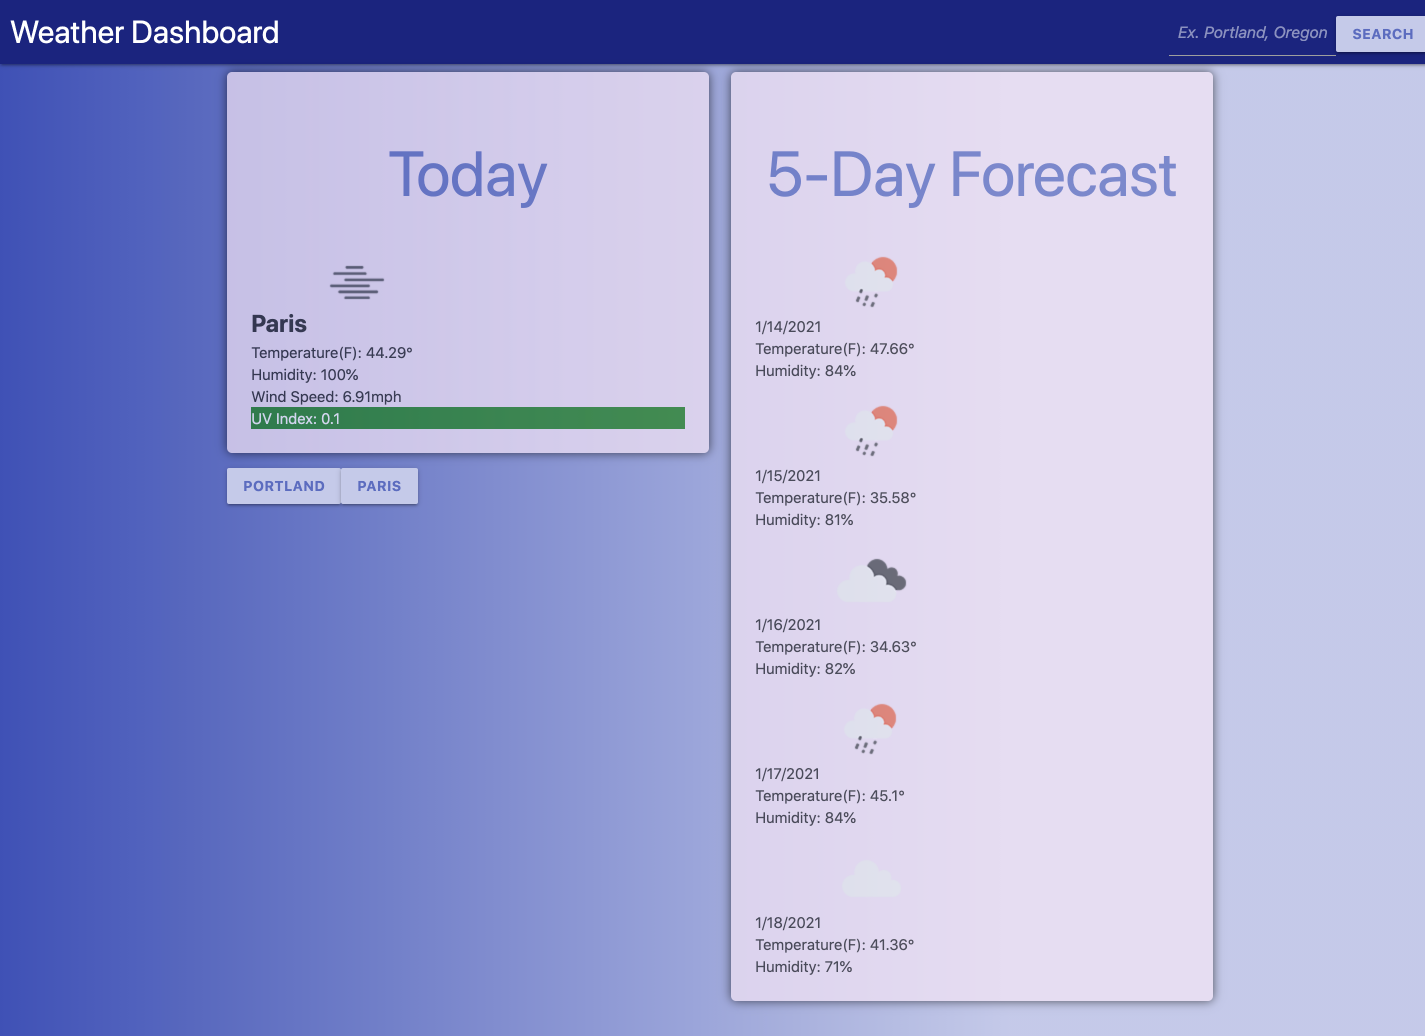 Weather Dashboard
Ex. Portland, Oregon
SEARCH
Today
Paris
Temperature(F): 44.29°
Humidity: 100%
Wind Speed: 6.91mph
UV Index: 0.1
PORTLAND
PARIS
5-Day Forecast
1/14/2021
Temperature(F): 47.66°
Humidity: 84%
1/15/2021
Temperature(F): 35.58°
Humidity: 81%
1/16/2021
Temperature(F): 34.63°
Humidity: 82%
1/17/2021
Temperature(F): 45.1°
Humidity: 84%
1/18/2021
Temperature(F): 41.36°
Humidity: 71%